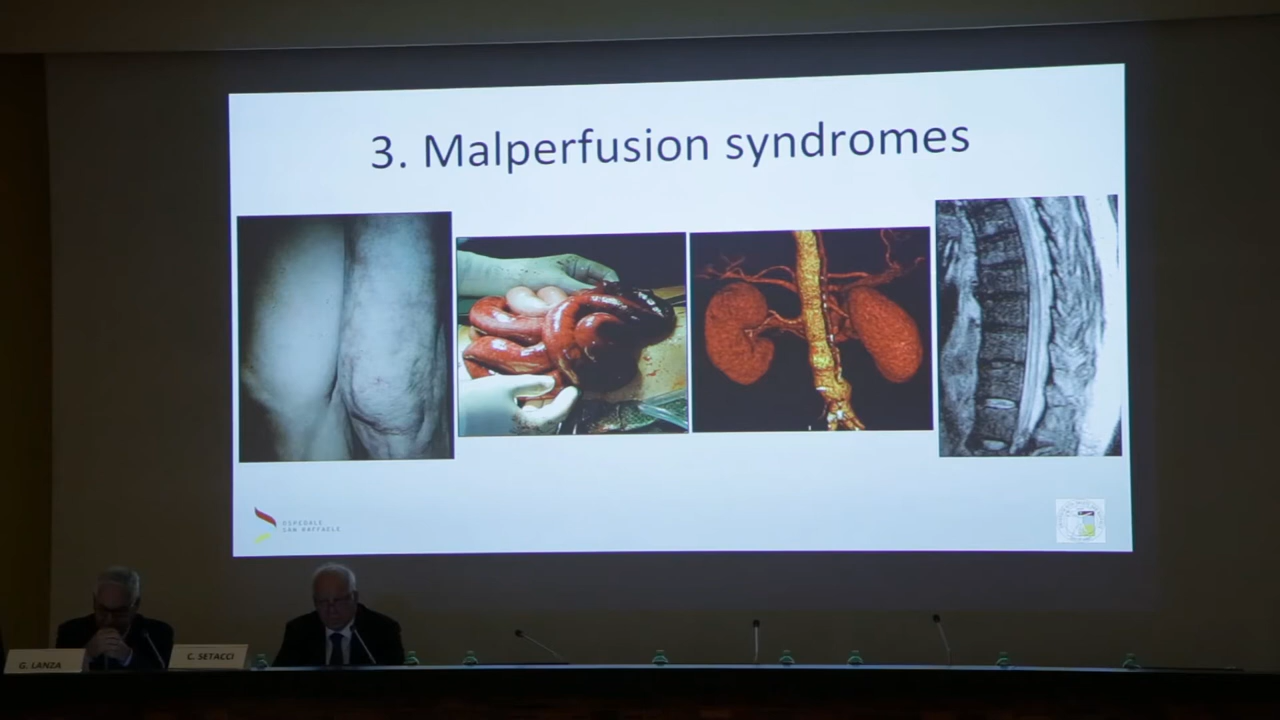 3. Malperfusion syndromes
OSPEDALE
SAN RAFFAELE
G. LANZA
C. SETACCI